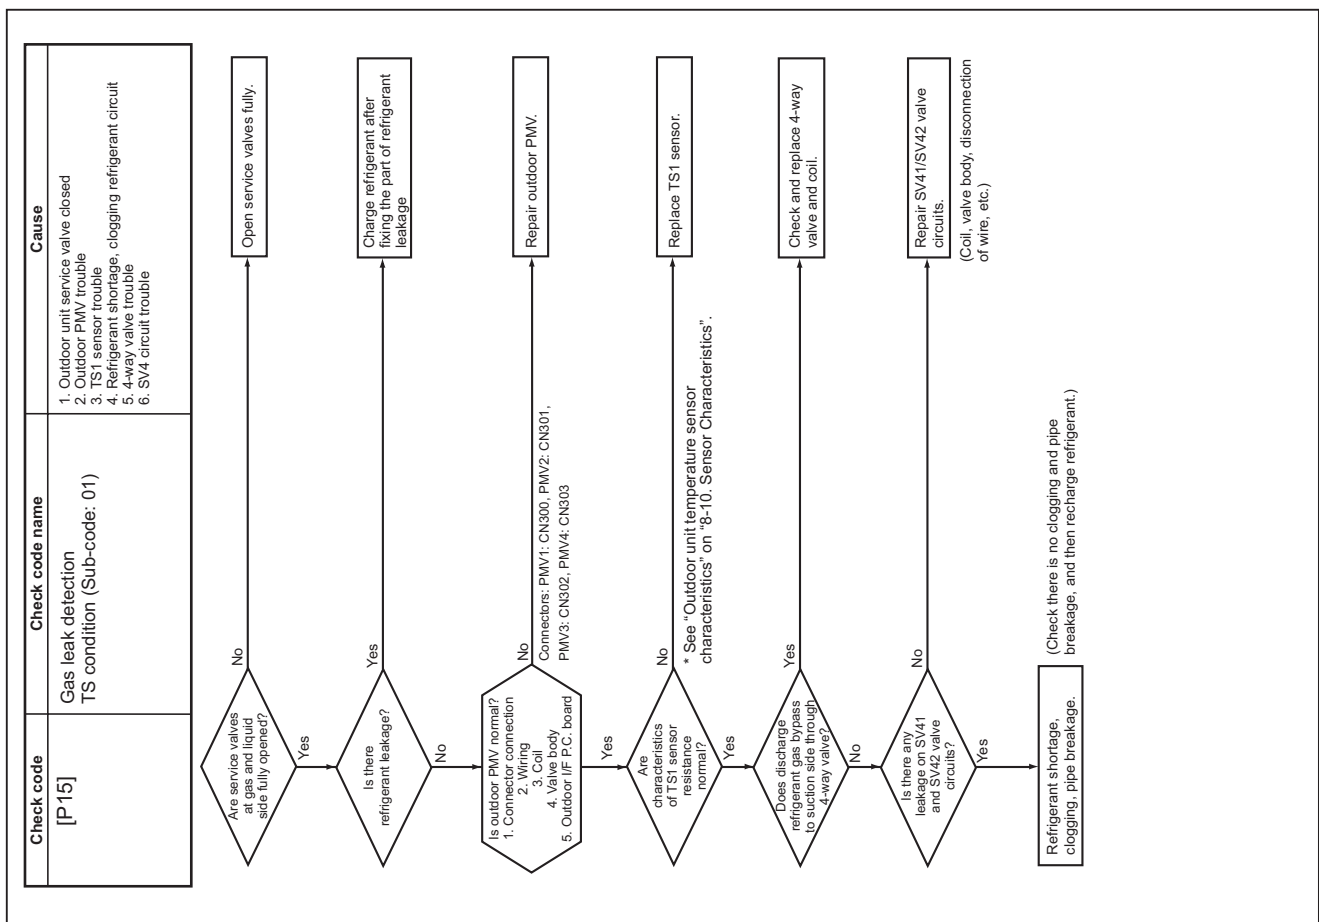 Check code
Check code name
Cause
[P15]
Gas leak detection
TS condition (Sub-code: 01)
1. Outdoor unit service valve closed
2. Outdoor PMV trouble
3. TS1 sensor trouble
4. Refrigerant shortage, clogging refrigerant circuit
5. 4-way valve trouble
6. SV4 circuit trouble
Are service valves
at gas and liquid
side fully opened?
No
Open service valves fully.
Yes
Is there
refrigerant leakage?
Yes
Charge refrigerant after
fixing the part of refrigerant
leakage
No
Is outdoor PMV normal?
1. Connector connection
2. Wiring
3. Coil
4. Valve body
5. Outdoor I/F P.C. board
No
Connectors: PMV1: CN300, PMV2: CN301,
PMV3: CN302, PMV4: CN303
Repair outdoor PMV.
Yes
Are
characteristics
of TS1 sensor
resistance
normal?
No
* See “Outdoor unit temperature sensor
characteristics” on “8-10. Sensor Characteristics”.
Replace TS1 sensor.
Yes
Does discharge
refrigerant gas bypass
to suction side through
4-way valve?
Yes
Check and replace 4-way
valve and coil.
No
Is there any
leakage on SV41
and SV42 valve
circuits?
No
Repair SV41/SV42 valve
circuits.
(Coil, valve body, disconnection
of wire, etc.)
Yes
Refrigerant shortage,
clogging, pipe breakage.
(Check there is no clogging and pipe
breakage, and then recharge refrigerant.)